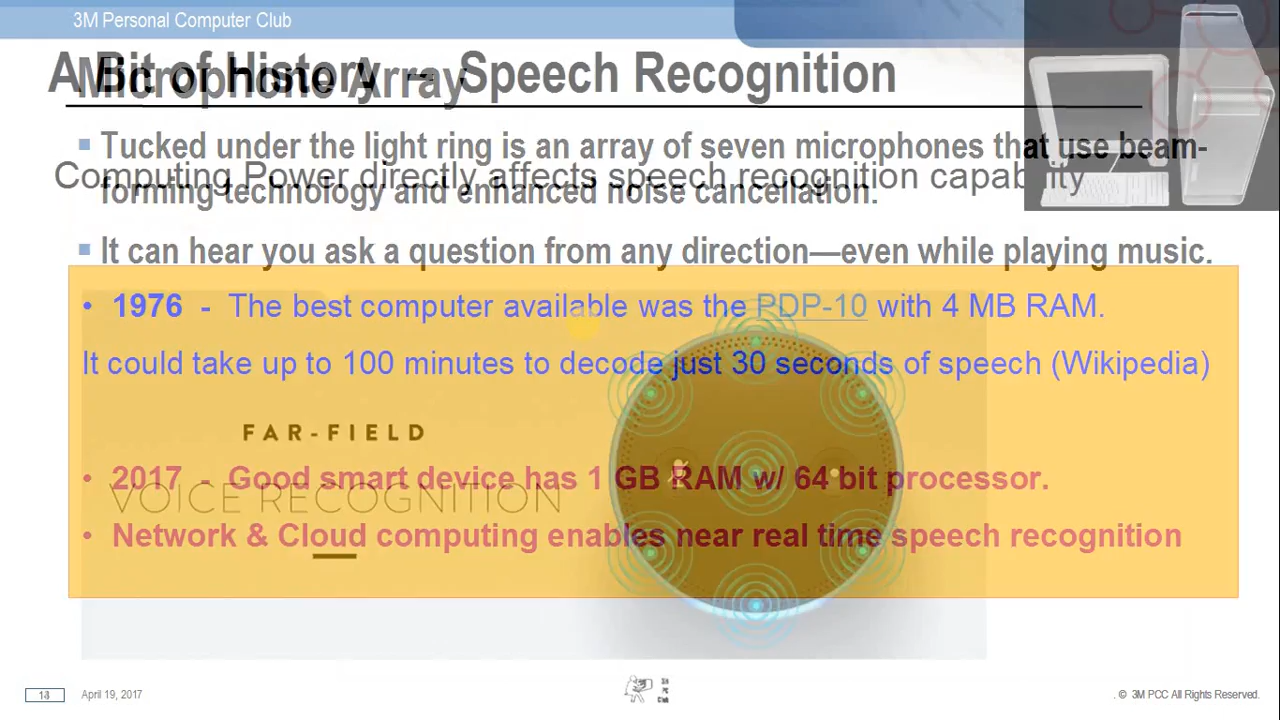 3M Personal Computer Club
A Bit of History - Speech Recognition
Microphone Array
Tucked under the light ring is an array of seven microphones that use beam-
forming technology and enhanced noise cancellation.
Computing Power directly affects speech recognition capability
It can hear you ask a question from any direction—even while playing music.
• 1976 - The best computer available was the PDP-10 with 4 MB RAM.
It could take up to 100 minutes to decode just 30 seconds of speech (Wikipedia)
FAR-FIELD
VOICE RECOGNITION
• 2017 - Good smart device has 1 GB RAM w/ 64 bit processor.
• Network & Cloud computing enables near real time speech recognition
April 19, 2017
. © 3M PCC All Rights Reserved.